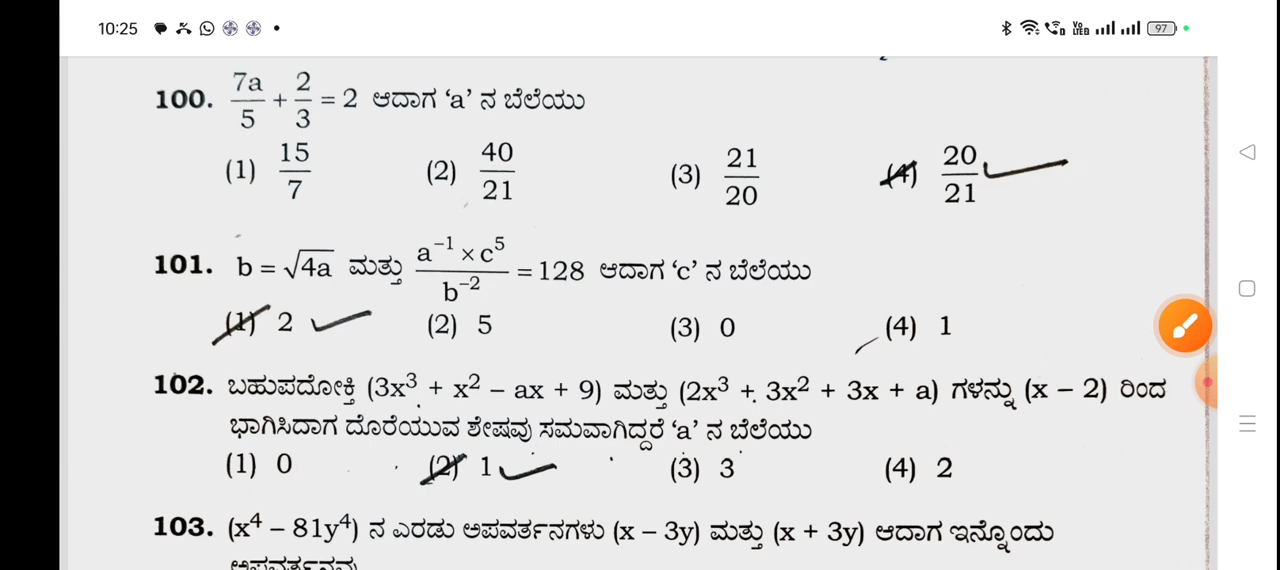 10:25 Vo LTE 97
100. 7a/5 + 2/3 = 2 ಆದಾಗ ‘a’ ನ ಬೆಲೆಯು
(1) 15/7 (2) 40/21 (3) 21/20 (4) 20/21
101. b = √4a ಮತ್ತು (a⁻¹ × c⁵)/b⁻² = 128 ಆದಾಗ ‘c’ ನ ಬೆಲೆಯು
(1) 2 (2) 5 (3) 0 (4) 1
102. ಬಹುಪದೋಕ್ತಿ (3x³ + x² – ax + 9) ಮತ್ತು (2x³ + 3x² + 3x + a) ಗಳನ್ನು (x – 2) ರಿಂದ
ಭಾಗಿಸಿದಾಗ ದೊರೆಯುವ ಶೇಷವು ಸಮವಾಗಿದ್ದರೆ ‘a’ ನ ಬೆಲೆಯು
(1) 0 (2) 1 (3) 3 (4) 2
103. (x⁴ – 81y⁴) ನ ಎರಡು ಅಪವರ್ತನಗಳು (x – 3y) ಮತ್ತು (x + 3y) ಆದಾಗ ಇನ್ನೊಂದು